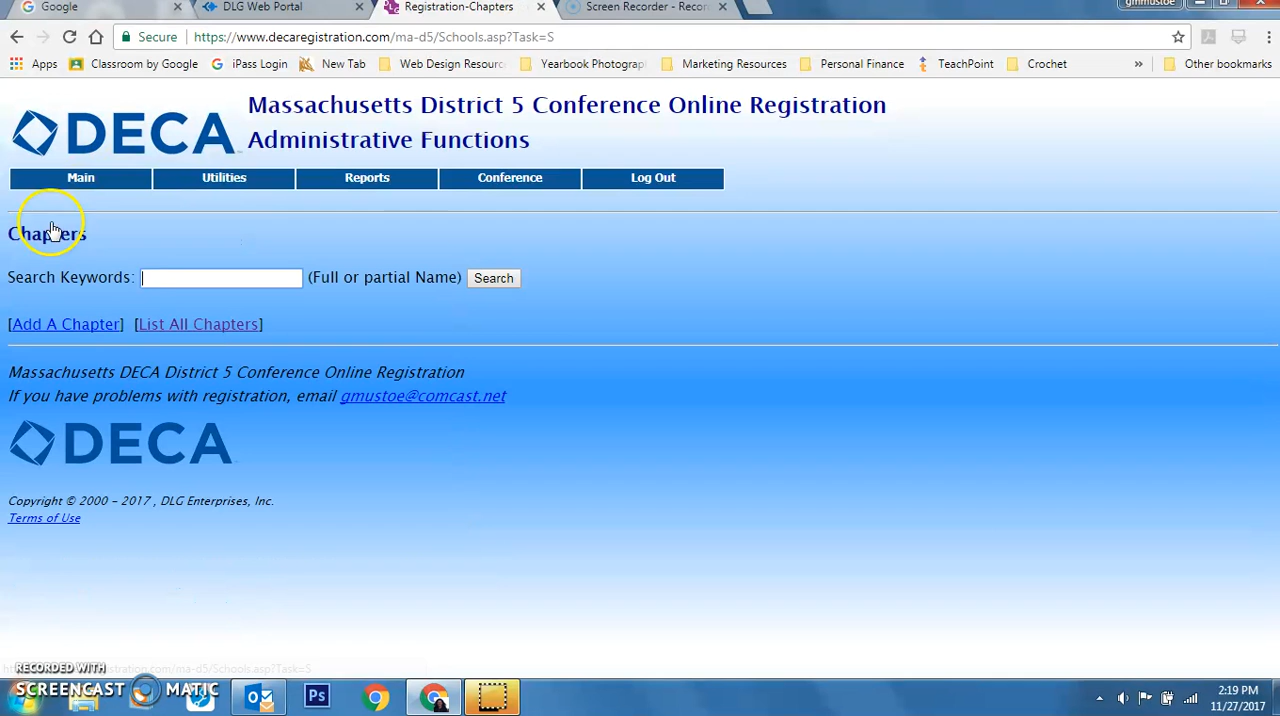 Google
DLG Web Portal
Registration-Chapters
Screen Recorder - Recor
gmmustoe
Secure
https://www.decaregistration.com/ma-d5/Schools.asp?Task=S
Apps
Classroom by Google
iPass Login
New Tab
Web Design Resourc
Yearbook Photograp
Marketing Resources
Personal Finance
TeachPoint
Crochet
»
Other bookmarks
DECA
Massachusetts District 5 Conference Online Registration
Administrative Functions
Main
Utilities
Reports
Conference
Log Out
Chapters
Search Keywords:
(Full or partial Name)
Search
[Add A Chapter] [List All Chapters]
Massachusetts DECA District 5 Conference Online Registration
If you have problems with registration, email gmustoe@comcast.net
DECA
Copyright © 2000 - 2017 , DLG Enterprises, Inc.
Terms of Use
RECORDED WITH
SCREENCAST MATIC
Ps
2:19 PM
11/27/2017